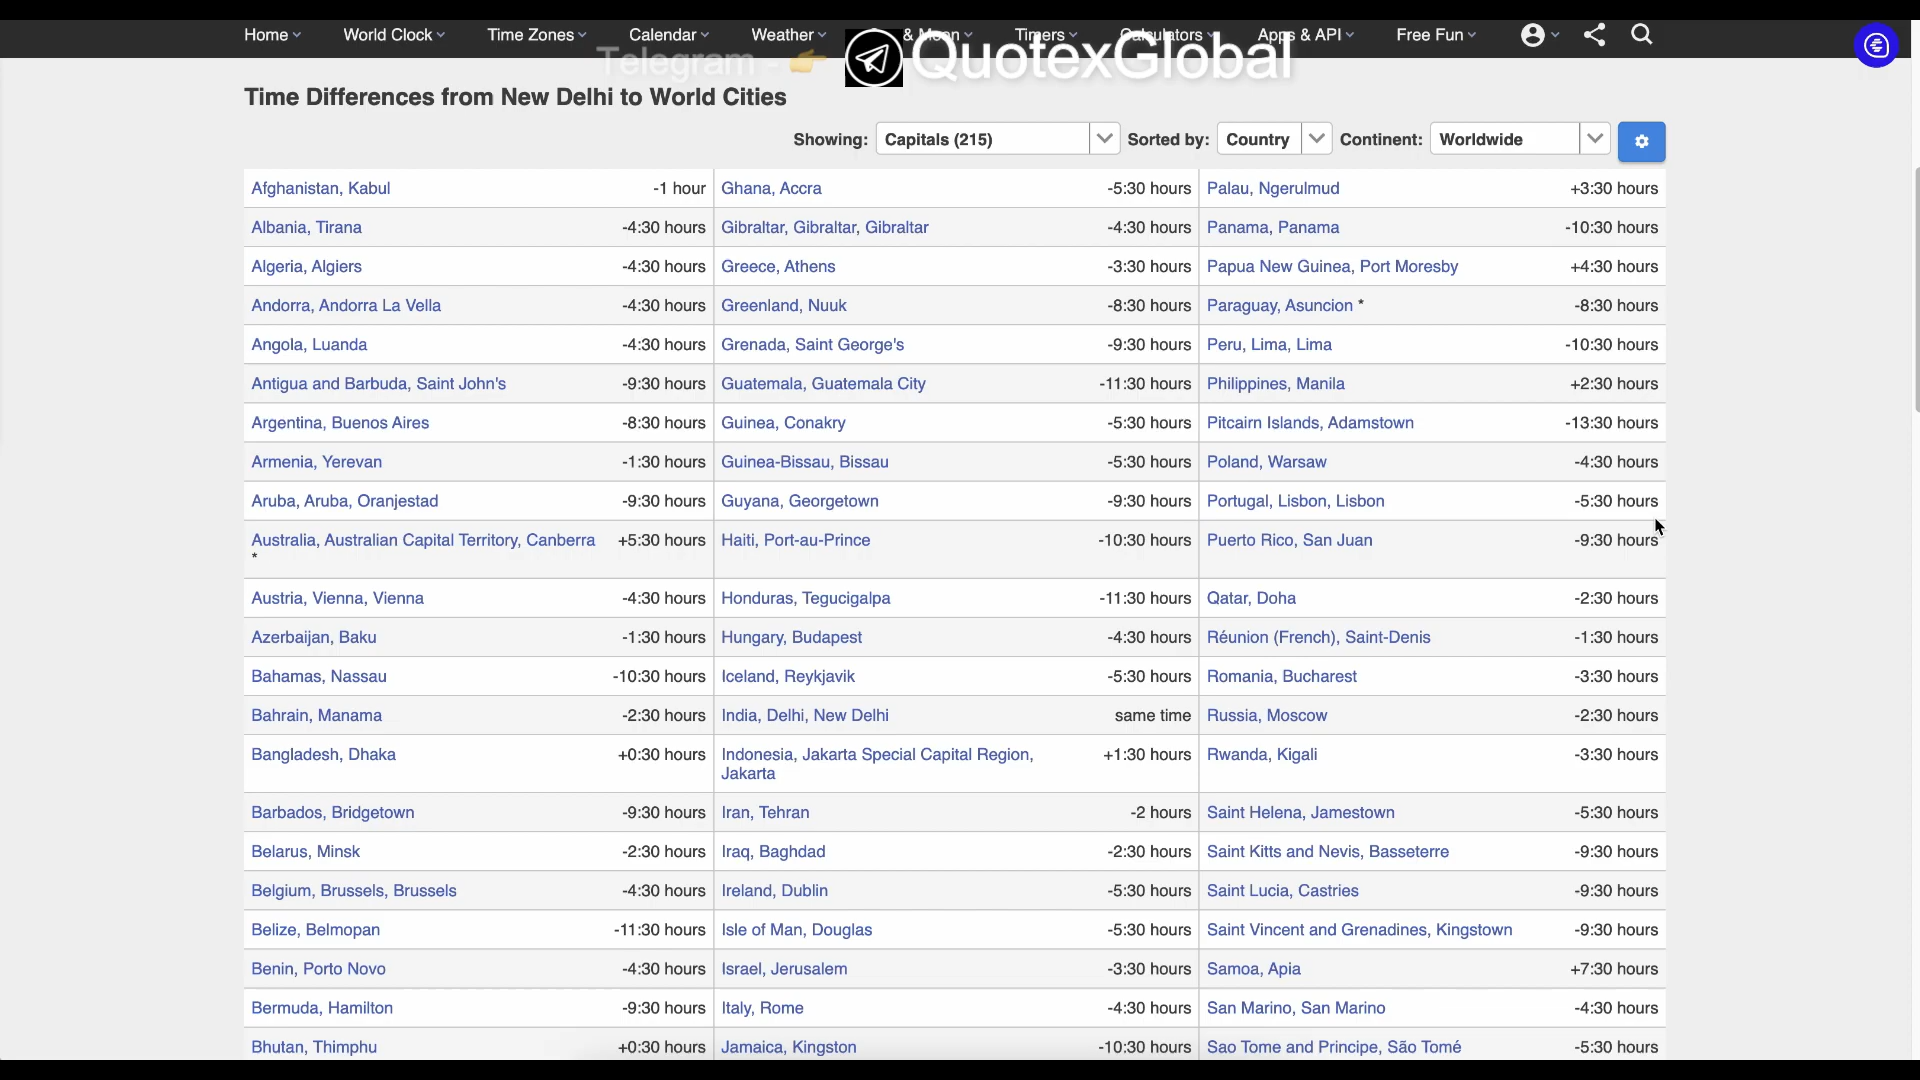 Home World Clock Time Zones Calendar Weather & Moon Timers Calculators Apps & API Free Fun
Telegram - 👉 QuotexGlobal
Time Differences from New Delhi to World Cities
Showing: Capitals (215) Sorted by: Country Continent: Worldwide
Afghanistan, Kabul -1 hour Ghana, Accra -5:30 hours Palau, Ngerulmud +3:30 hours
Albania, Tirana -4:30 hours Gibraltar, Gibraltar, Gibraltar -4:30 hours Panama, Panama -10:30 hours
Algeria, Algiers -4:30 hours Greece, Athens -3:30 hours Papua New Guinea, Port Moresby +4:30 hours
Andorra, Andorra La Vella -4:30 hours Greenland, Nuuk -8:30 hours Paraguay, Asuncion * -8:30 hours
Angola, Luanda -4:30 hours Grenada, Saint George's -9:30 hours Peru, Lima, Lima -10:30 hours
Antigua and Barbuda, Saint John's -9:30 hours Guatemala, Guatemala City -11:30 hours Philippines, Manila +2:30 hours
Argentina, Buenos Aires -8:30 hours Guinea, Conakry -5:30 hours Pitcairn Islands, Adamstown -13:30 hours
Armenia, Yerevan -1:30 hours Guinea-Bissau, Bissau -5:30 hours Poland, Warsaw -4:30 hours
Aruba, Aruba, Oranjestad -9:30 hours Guyana, Georgetown -9:30 hours Portugal, Lisbon, Lisbon -5:30 hours
Australia, Australian Capital Territory, Canberra +5:30 hours Haiti, Port-au-Prince -10:30 hours Puerto Rico, San Juan -9:30 hours
*
Austria, Vienna, Vienna -4:30 hours Honduras, Tegucigalpa -11:30 hours Qatar, Doha -2:30 hours
Azerbaijan, Baku -1:30 hours Hungary, Budapest -4:30 hours Réunion (French), Saint-Denis -1:30 hours
Bahamas, Nassau -10:30 hours Iceland, Reykjavik -5:30 hours Romania, Bucharest -3:30 hours
Bahrain, Manama -2:30 hours India, Delhi, New Delhi same time Russia, Moscow -2:30 hours
Bangladesh, Dhaka +0:30 hours Indonesia, Jakarta Special Capital Region, +1:30 hours Rwanda, Kigali -3:30 hours
Jakarta
Barbados, Bridgetown -9:30 hours Iran, Tehran -2 hours Saint Helena, Jamestown -5:30 hours
Belarus, Minsk -2:30 hours Iraq, Baghdad -2:30 hours Saint Kitts and Nevis, Basseterre -9:30 hours
Belgium, Brussels, Brussels -4:30 hours Ireland, Dublin -5:30 hours Saint Lucia, Castries -9:30 hours
Belize, Belmopan -11:30 hours Isle of Man, Douglas -5:30 hours Saint Vincent and Grenadines, Kingstown -9:30 hours
Benin, Porto Novo -4:30 hours Israel, Jerusalem -3:30 hours Samoa, Apia +7:30 hours
Bermuda, Hamilton -9:30 hours Italy, Rome -4:30 hours San Marino, San Marino -4:30 hours
Bhutan, Thimphu +0:30 hours Jamaica, Kingston -10:30 hours Sao Tome and Principe, São Tomé -5:30 hours